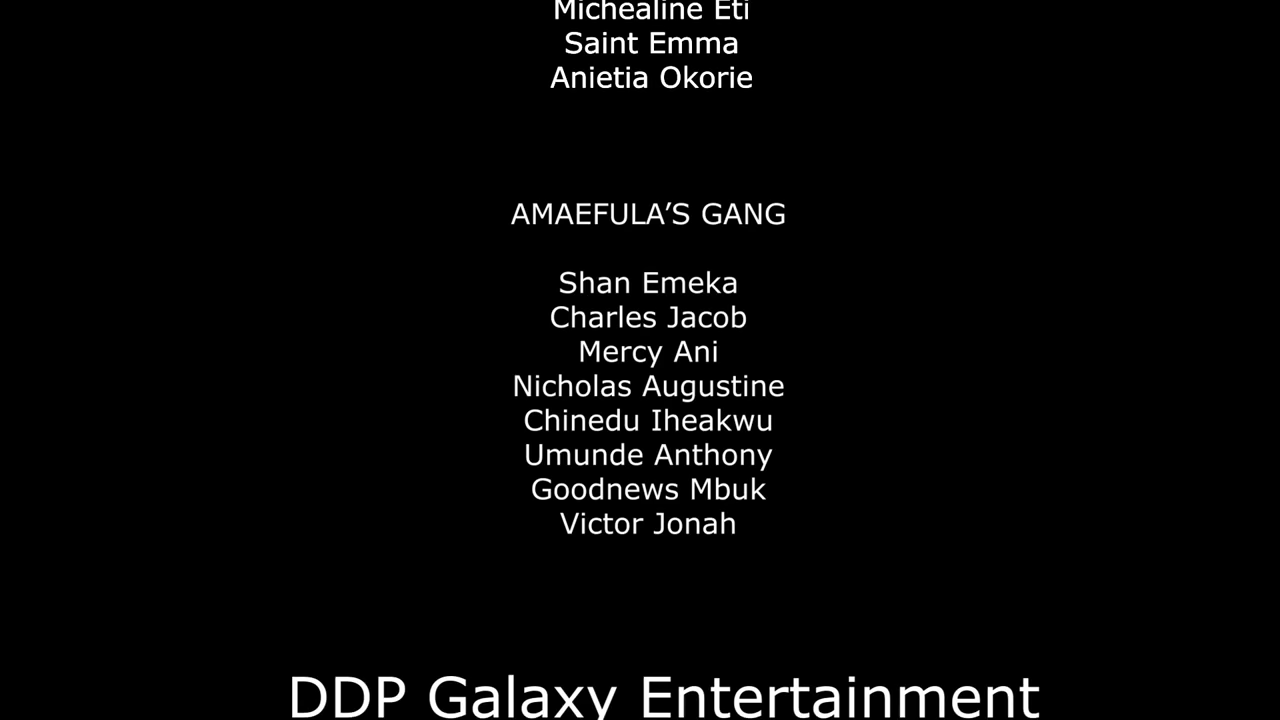 Michealine Eti
Saint Emma
Anietia Okorie
AMAEFULA’S GANG
Shan Emeka
Charles Jacob
Mercy Ani
Nicholas Augustine
Chinedu Iheakwu
Umunde Anthony
Goodnews Mbuk
Victor Jonah
DDP Galaxy Entertainment